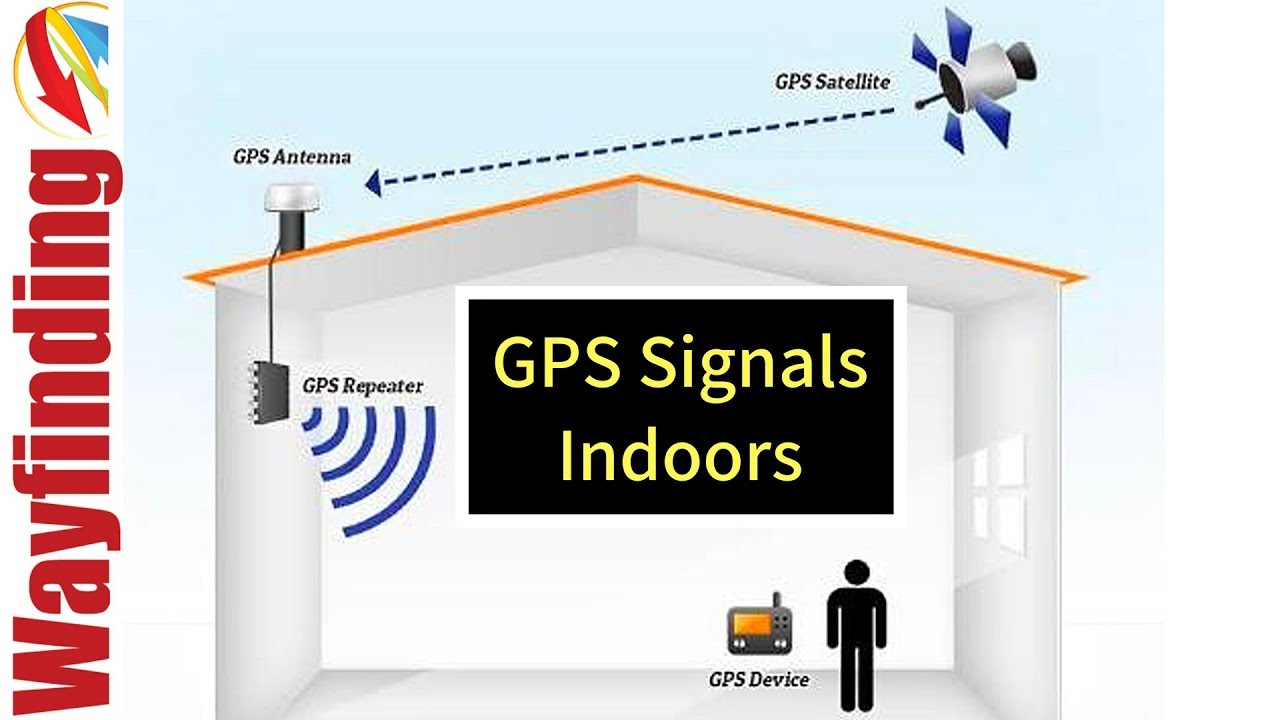 Wayfinding
GPS Satellite
GPS Antenna
GPS Repeater
GPS Signals
Indoors
GPS Device